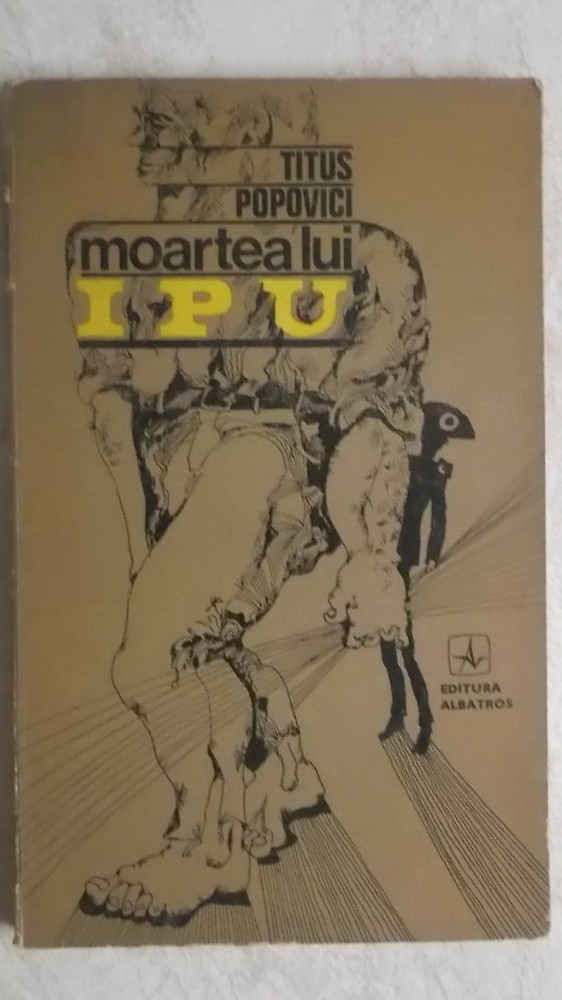 TITUS
POPOVICI
moartea lui
IPU
EDITURA
ALBATROS